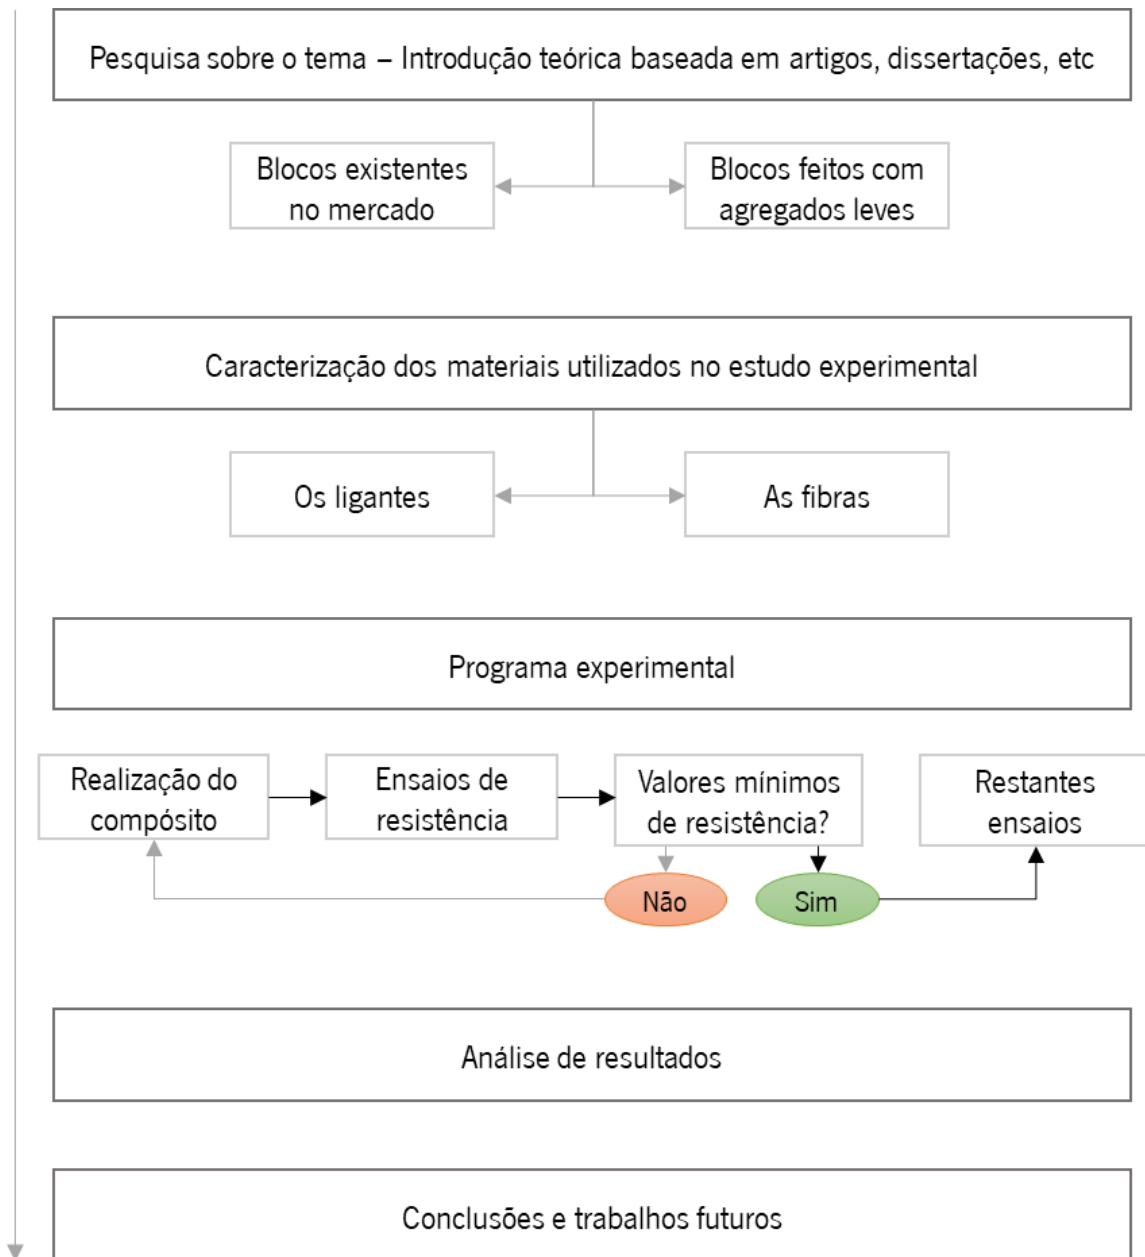 Pesquisa sobre o tema – Introdução teórica baseada em artigos, dissertações, etc
Blocos existentes
no mercado
Blocos feitos com
agregados leves
Caracterização dos materiais utilizados no estudo experimental
Os ligantes
As fibras
Programa experimental
Realização do
compósito
Ensaios de
resistência
Valores mínimos
de resistência?
Restantes
ensaios
Não
Sim
Análise de resultados
Conclusões e trabalhos futuros